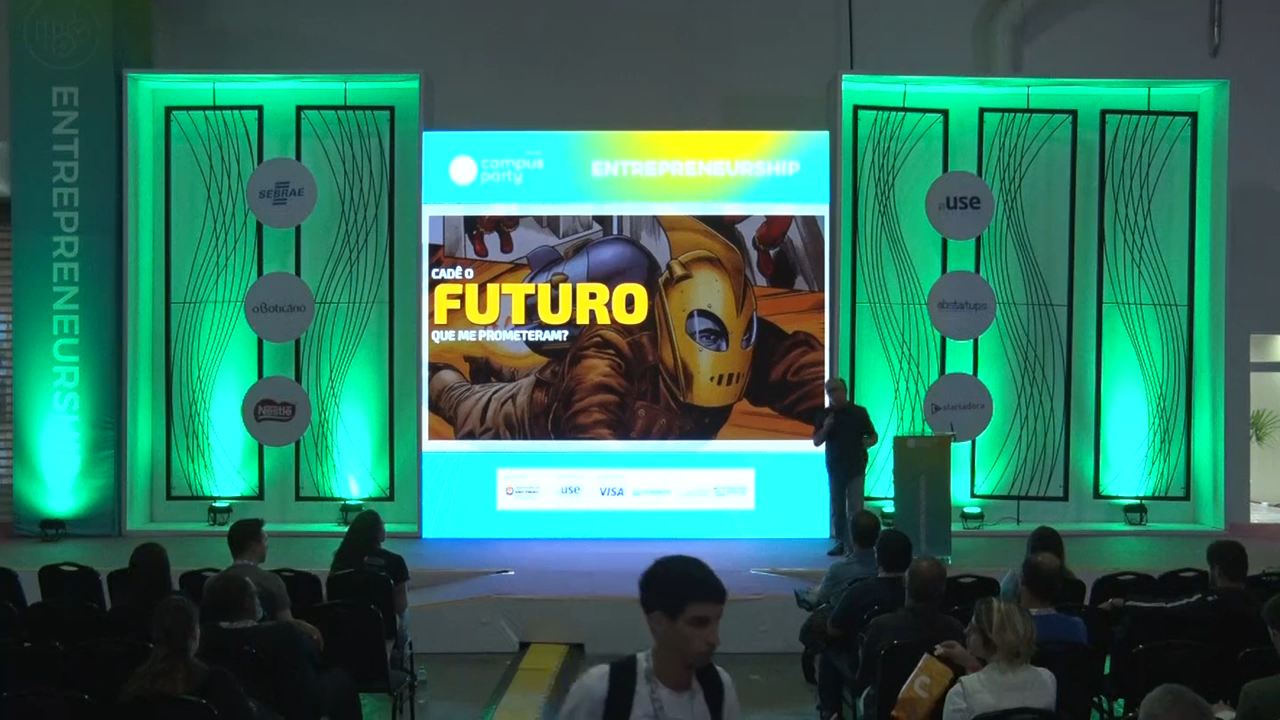 ENTREPRENEURSHIP
SEBRAE
oBoticário
Nestlé
campus
party
ENTREPRENEURSHIP
CADÊ O
FUTURO
QUE ME PROMETERAM?
use
VISA
use
abstartups
startadora
C